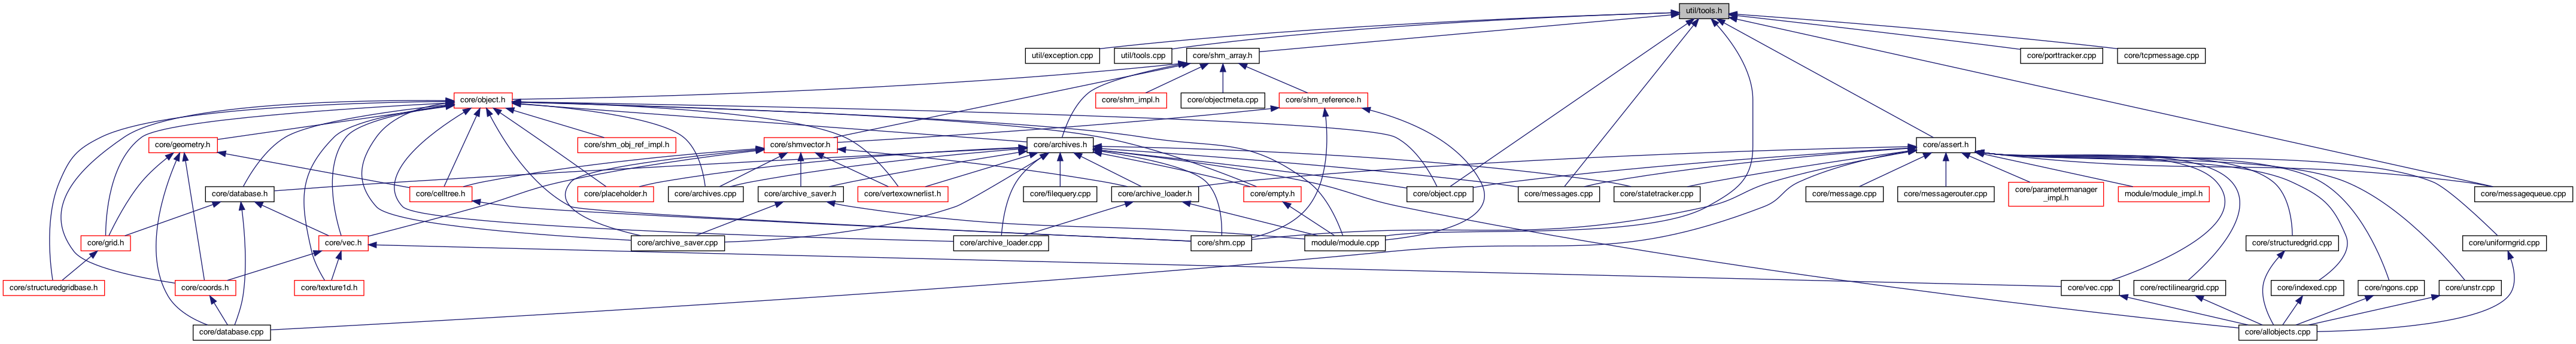 util/tools.h
util/exception.cpp
util/tools.cpp
core/shm_array.h
core/porttracker.cpp
core/tcpmessage.cpp
core/object.h
core/shm_impl.h
core/objectmeta.cpp
core/shm_reference.h
core/geometry.h
core/shm_obj_ref_impl.h
core/shmvector.h
core/archives.h
core/assert.h
core/database.h
core/celltree.h
core/placeholder.h
core/archives.cpp
core/archive_saver.h
core/vertexownerlist.h
core/filequery.cpp
core/archive_loader.h
core/empty.h
core/object.cpp
core/messages.cpp
core/statetracker.cpp
core/message.cpp
core/messagerouter.cpp
core/parametermanager
_impl.h
module/module_impl.h
core/messagequeue.cpp
core/grid.h
core/vec.h
core/archive_saver.cpp
core/archive_loader.cpp
core/shm.cpp
module/module.cpp
core/structuredgrid.cpp
core/uniformgrid.cpp
core/structuredgridbase.h
core/coords.h
core/texture1d.h
core/vec.cpp
core/rectilineargrid.cpp
core/indexed.cpp
core/ngons.cpp
core/unstr.cpp
core/database.cpp
core/allobjects.cpp